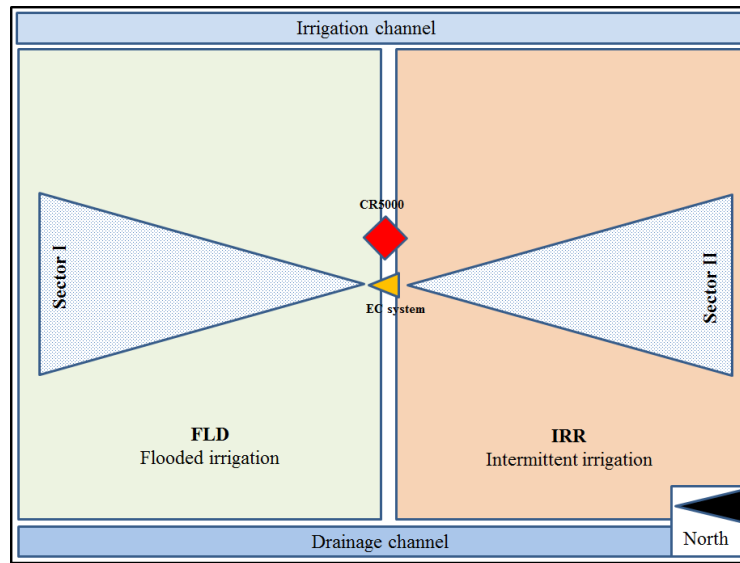 Irrigation channel
CR5000
Sector I
EC system
Sector II
FLD
Flooded irrigation
IRR
Intermittent irrigation
Drainage channel
North